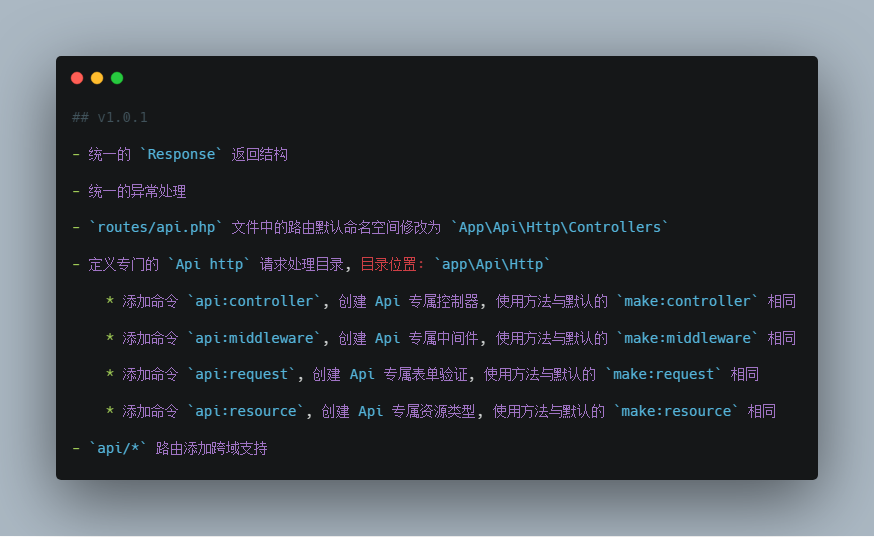 ## v1.0.1
- 统一的 `Response` 返回结构
- 统一的异常处理
- `routes/api.php` 文件中的路由默认命名空间修改为 `App\Api\Http\Controllers`
- 定义专门的 `Api http` 请求处理目录, 目录位置: `app\Api\Http`
* 添加命令 `api:controller`, 创建 Api 专属控制器, 使用方法与默认的 `make:controller` 相同
* 添加命令 `api:middleware`, 创建 Api 专属中间件, 使用方法与默认的 `make:middleware` 相同
* 添加命令 `api:request`, 创建 Api 专属表单验证, 使用方法与默认的 `make:request` 相同
* 添加命令 `api:resource`, 创建 Api 专属资源类型, 使用方法与默认的 `make:resource` 相同
- `api/*` 路由添加跨域支持